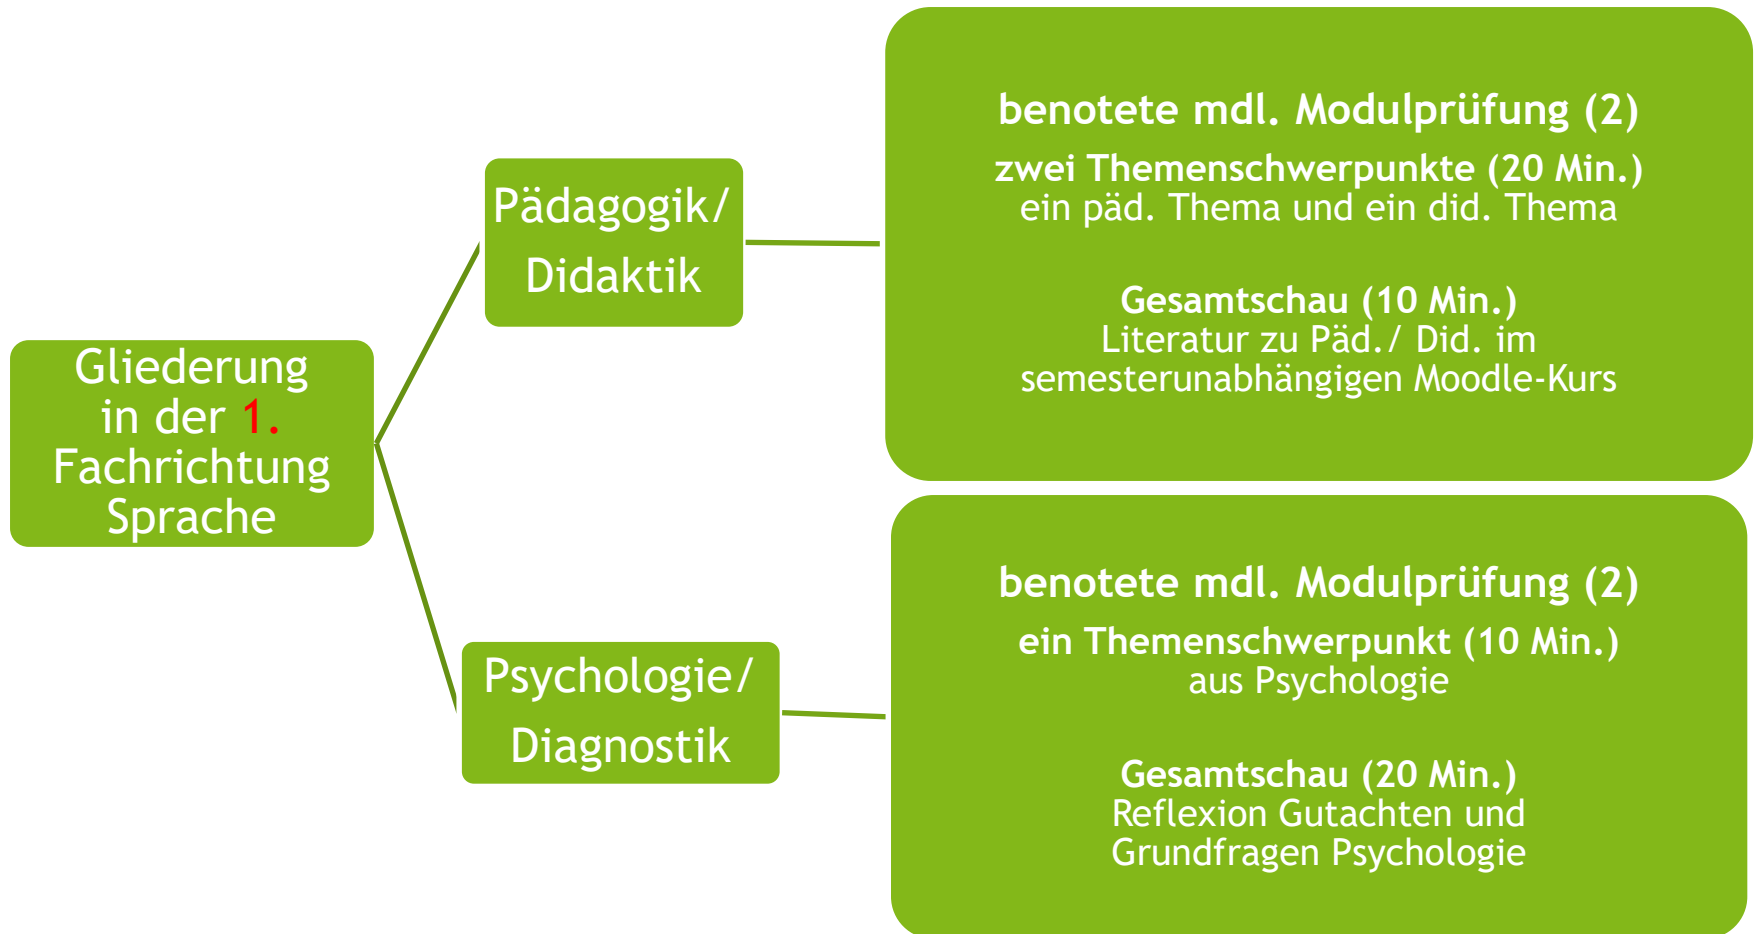 Gliederung
in der 1.
Fachrichtung
Sprache
Pädagogik/
Didaktik
benotete mdl. Modulprüfung (2)
zwei Themenschwerpunkte (20 Min.)
ein päd. Thema und ein did. Thema
Gesamtschau (10 Min.)
Literatur zu Päd./ Did. im
semesterunabhängigen Moodle-Kurs
Psychologie/
Diagnostik
benotete mdl. Modulprüfung (2)
ein Themenschwerpunkt (10 Min.)
aus Psychologie
Gesamtschau (20 Min.)
Reflexion Gutachten und
Grundfragen Psychologie